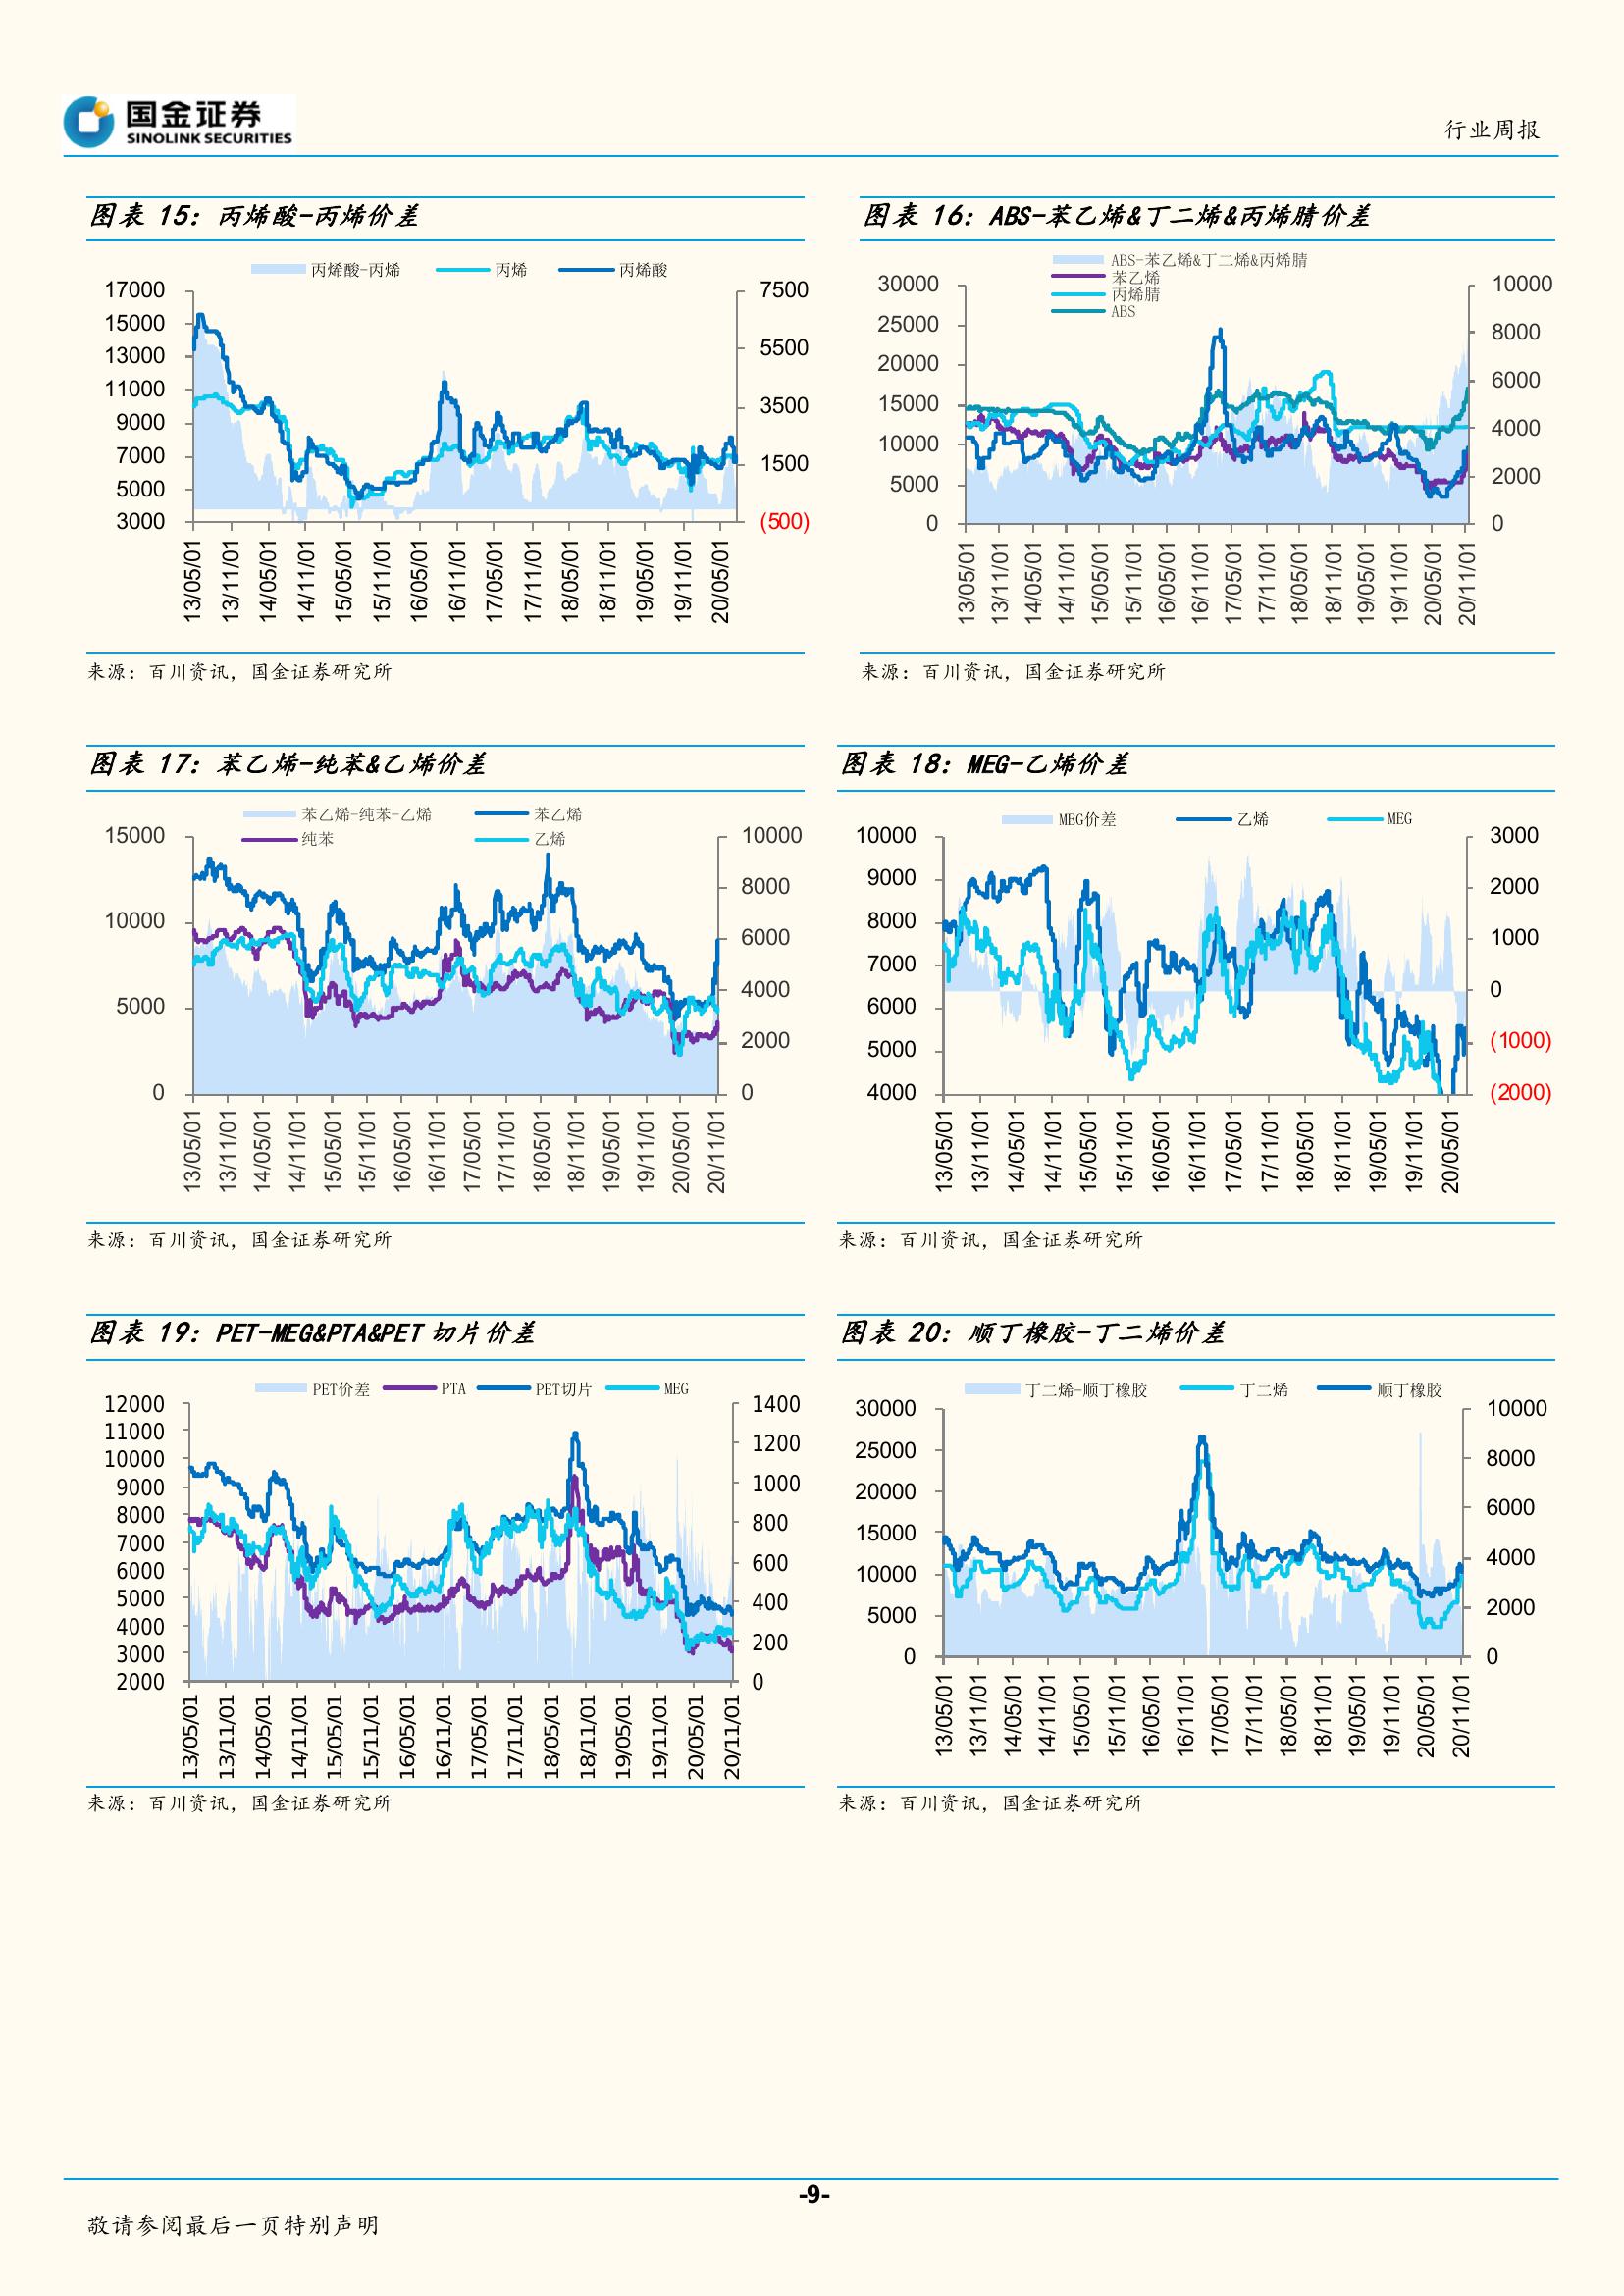 国金证券
SINOLINK SECURITIES
行业周报
图表 15：丙烯酸-丙烯价差
丙烯酸-丙烯 丙烯 丙烯酸
17000
15000
13000
11000
9000
7000
5000
3000
7500
5500
3500
1500
(500)
13/05/01 13/11/01 14/05/01 14/11/01 15/05/01 15/11/01 16/05/01 16/11/01 17/05/01 17/11/01 18/05/01 18/11/01 19/05/01 19/11/01 20/05/01
来源：百川资讯，国金证券研究所
图表 16：ABS-苯乙烯&丁二烯&丙烯腈价差
ABS-苯乙烯&丁二烯&丙烯腈
苯乙烯
丙烯腈
ABS
30000
25000
20000
15000
10000
5000
0
10000
8000
6000
4000
2000
0
13/05/01 13/11/01 14/05/01 14/11/01 15/05/01 15/11/01 16/05/01 16/11/01 17/05/01 17/11/01 18/05/01 18/11/01 19/05/01 19/11/01 20/05/01 20/11/01
来源：百川资讯，国金证券研究所
图表 17：苯乙烯-纯苯&乙烯价差
苯乙烯-纯苯-乙烯 苯乙烯
纯苯 乙烯
15000
10000
5000
0
10000
8000
6000
4000
2000
0
13/05/01 13/11/01 14/05/01 14/11/01 15/05/01 15/11/01 16/05/01 16/11/01 17/05/01 17/11/01 18/05/01 18/11/01 19/05/01 19/11/01 20/05/01 20/11/01
来源：百川资讯，国金证券研究所
图表 18：MEG-乙烯价差
MEG价差 乙烯 MEG
10000
9000
8000
7000
6000
5000
4000
3000
2000
1000
0
(1000)
(2000)
13/05/01 13/11/01 14/05/01 14/11/01 15/05/01 15/11/01 16/05/01 16/11/01 17/05/01 17/11/01 18/05/01 18/11/01 19/05/01 19/11/01 20/05/01
来源：百川资讯，国金证券研究所
图表 19：PET-MEG&PTA&PET 切片价差
PET价差 PTA PET切片 MEG
12000
11000
10000
9000
8000
7000
6000
5000
4000
3000
2000
1400
1200
1000
800
600
400
200
0
13/05/01 13/11/01 14/05/01 14/11/01 15/05/01 15/11/01 16/05/01 16/11/01 17/05/01 17/11/01 18/05/01 18/11/01 19/05/01 19/11/01 20/05/01 20/11/01
来源：百川资讯，国金证券研究所
图表 20：顺丁橡胶-丁二烯价差
丁二烯-顺丁橡胶 丁二烯 顺丁橡胶
30000
25000
20000
15000
10000
5000
0
10000
8000
6000
4000
2000
0
13/05/01 13/11/01 14/05/01 14/11/01 15/05/01 15/11/01 16/05/01 16/11/01 17/05/01 17/11/01 18/05/01 18/11/01 19/05/01 19/11/01 20/05/01 20/11/01
来源：百川资讯，国金证券研究所
-9-
敬请参阅最后一页特别声明